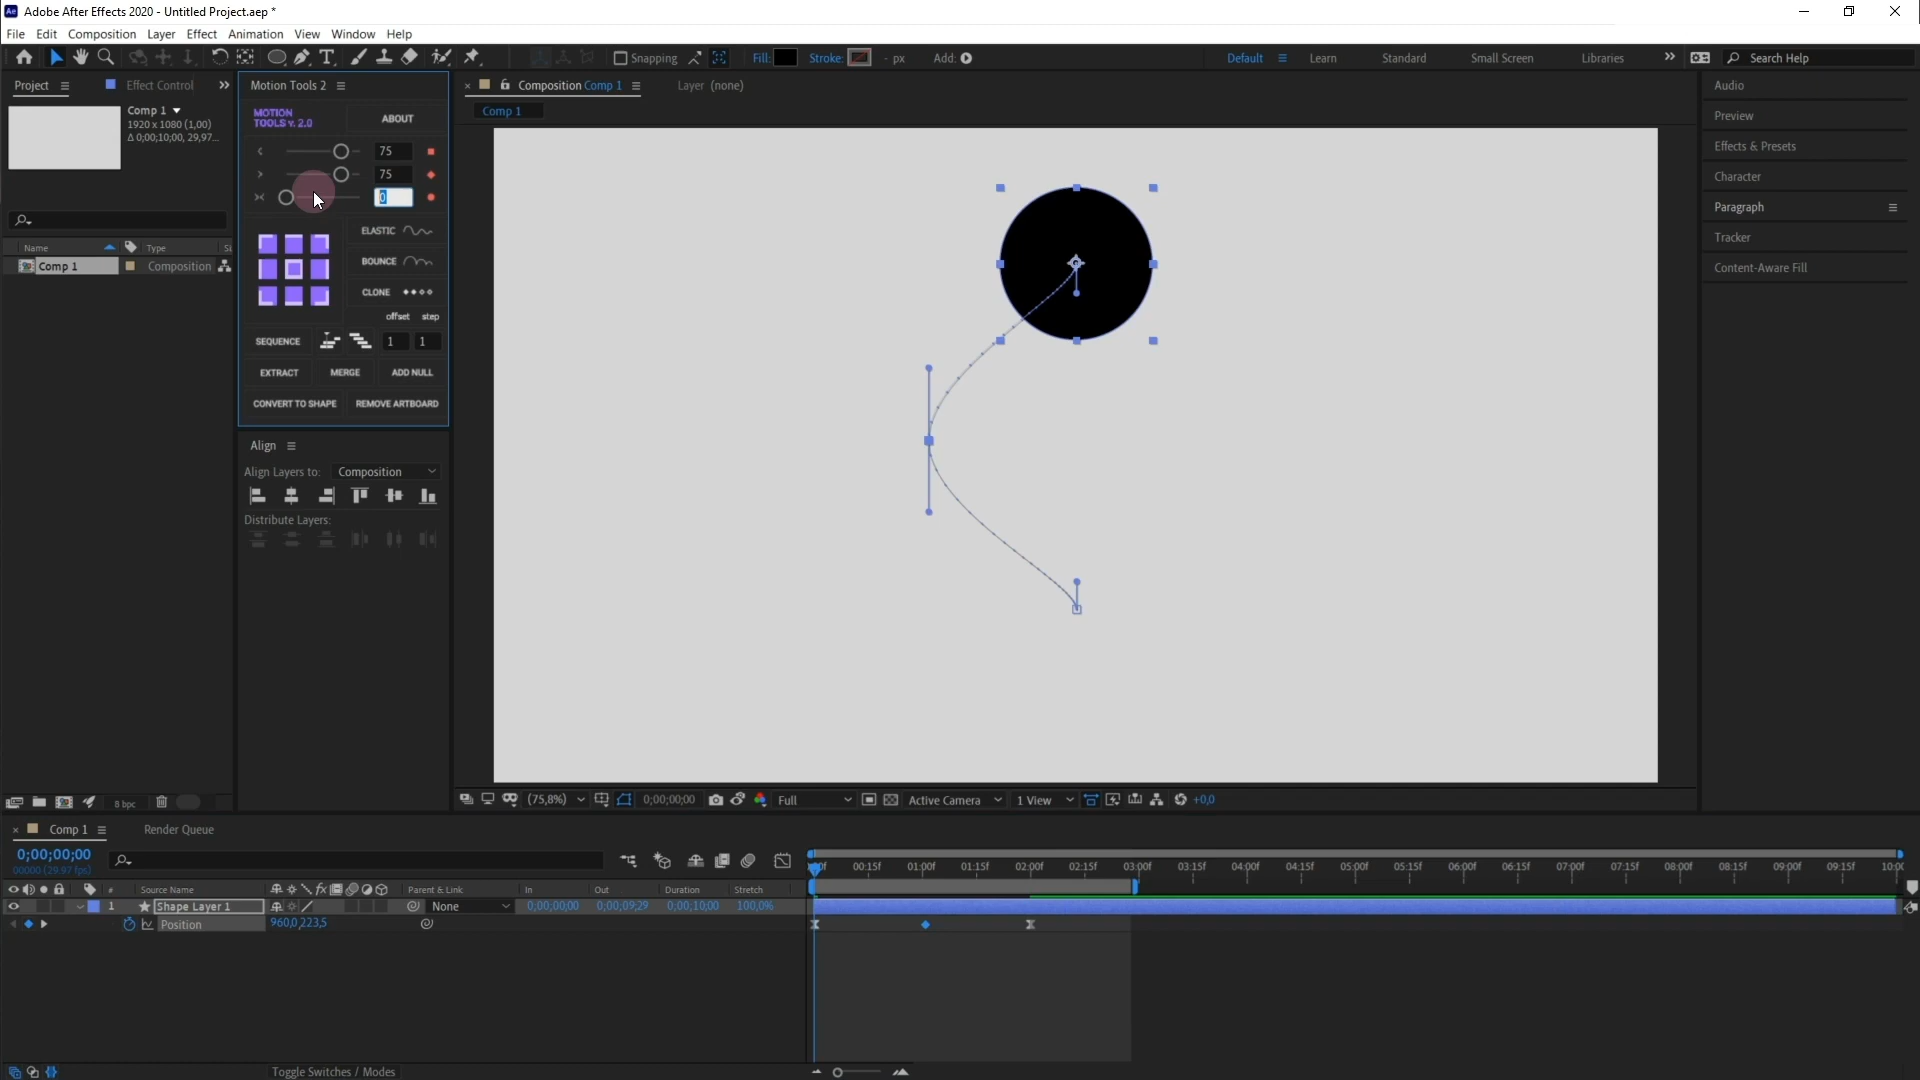 Adobe After Effects 2020 - Untitled Project.aep *
File Edit Composition Layer Effect Animation View Window Help
Snapping Fill: Stroke: - px Add: Default Learn Standard Small Screen Libraries Search Help
Project Effect Control
Comp 1
1920 x 1080 (1,00)
Δ 0;00;10;00, 29,97...
Name Type
Comp 1 Composition
8 bpc
Motion Tools 2
MOTION
TOOLS v. 2.0
ABOUT
75
75
0
ELASTIC
BOUNCE
CLONE
offset step
SEQUENCE 1 1
EXTRACT MERGE ADD NULL
CONVERT TO SHAPE REMOVE ARTBOARD
Align
Align Layers to: Composition
Distribute Layers:
Composition Comp 1 Layer (none)
Comp 1
(75,8%) 0;00;00;00 Full Active Camera 1 View +0,0
Audio
Preview
Effects & Presets
Character
Paragraph
Tracker
Content-Aware Fill
Comp 1 Render Queue
0;00;00;00
00000 (29.97 fps)
# Source Name Parent & Link In Out Duration Stretch
1 Shape Layer 1 None 0;00;00;00 0;00;09;29 0;00;10;00 100,0%
Position 960,0,223,5
00:15f 01:00f 01:15f 02:00f 02:15f 03:00f 03:15f 04:00f 04:15f 05:00f 05:15f 06:00f 06:15f 07:00f 07:15f 08:00f 08:15f 09:00f 09:15f
Toggle Switches / Modes